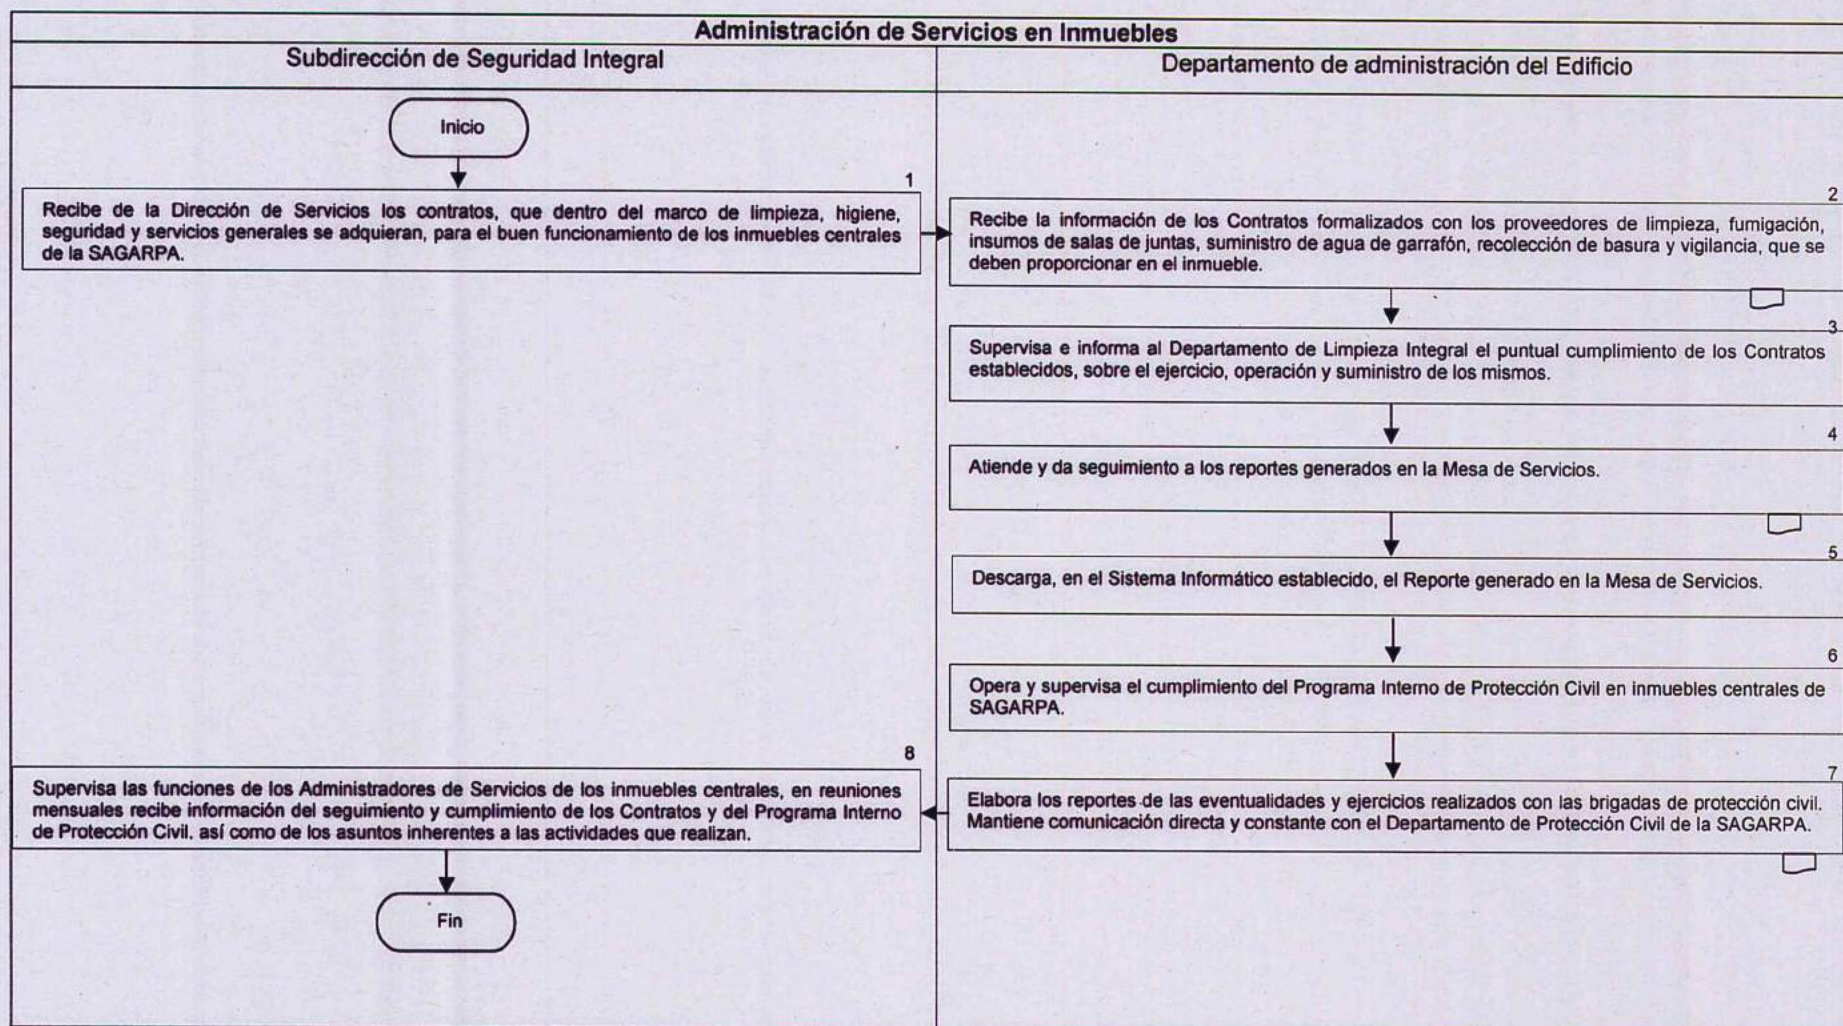 Administración de Servicios en Inmuebles
Subdirección de Seguridad Integral
Departamento de administración del Edificio
Inicio
1
Recibe de la Dirección de Servicios los contratos, que dentro del marco de limpieza, higiene,
seguridad y servicios generales se adquieran, para el buen funcionamiento de los inmuebles centrales
de la SAGARPA.
2
Recibe la información de los Contratos formalizados con los proveedores de limpieza, fumigación,
insumos de salas de juntas, suministro de agua de garrafón, recolección de basura y vigilancia, que se
deben proporcionar en el inmueble.
3
Supervisa e informa al Departamento de Limpieza Integral el puntual cumplimiento de los Contratos
establecidos, sobre el ejercicio, operación y suministro de los mismos.
4
Atiende y da seguimiento a los reportes generados en la Mesa de Servicios.
5
Descarga, en el Sistema Informático establecido, el Reporte generado en la Mesa de Servicios.
6
Opera y supervisa el cumplimiento del Programa Interno de Protección Civil en inmuebles centrales de
SAGARPA.
7
Elabora los reportes de las eventualidades y ejercicios realizados con las brigadas de protección civil.
Mantiene comunicación directa y constante con el Departamento de Protección Civil de la SAGARPA.
8
Supervisa las funciones de los Administradores de Servicios de los inmuebles centrales, en reuniones
mensuales recibe información del seguimiento y cumplimiento de los Contratos y del Programa Interno
de Protección Civil, así como de los asuntos inherentes a las actividades que realizan.
Fin